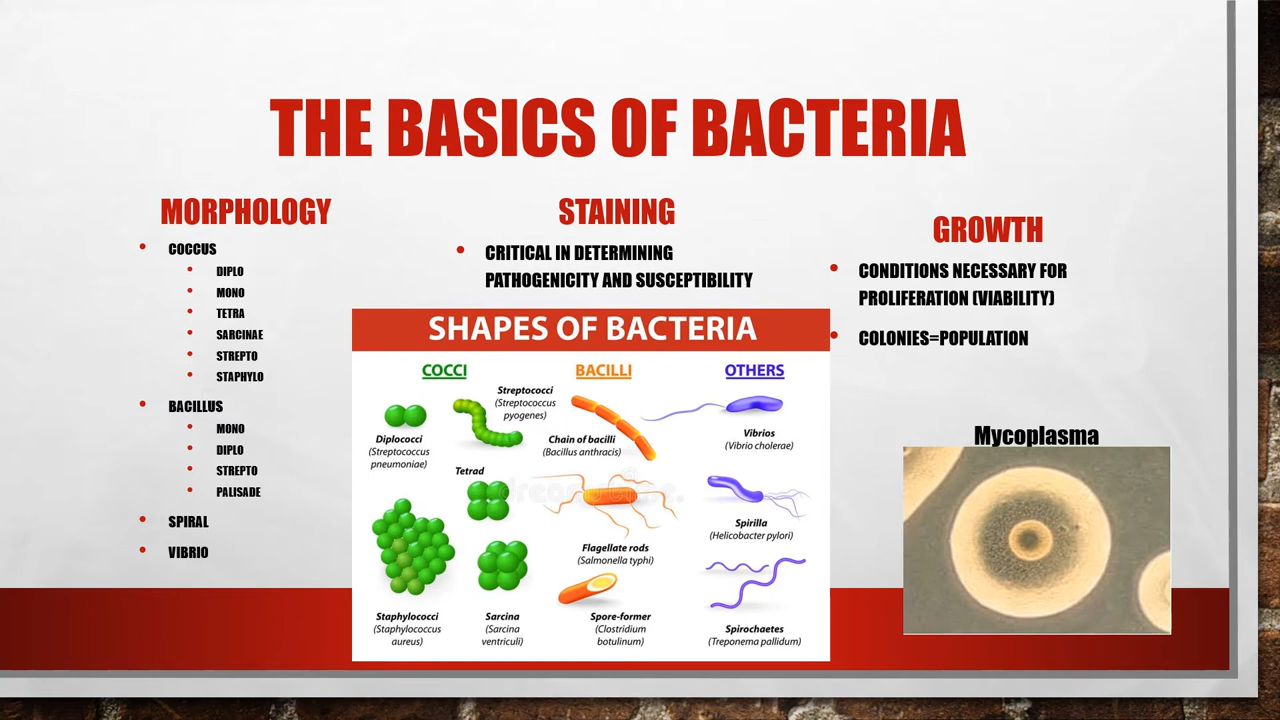 THE BASICS OF BACTERIA
MORPHOLOGY
• COCCUS
• DIPLO
• MONO
• TETRA
• SARCINAE
• STREPTO
• STAPHYLO
• BACILLUS
• MONO
• DIPLO
• STREPTO
• PALISADE
• SPIRAL
• VIBRIO
STAINING
• CRITICAL IN DETERMINING
PATHOGENICITY AND SUSCEPTIBILITY
SHAPES OF BACTERIA
COCCI
Diplococci
(Streptococcus
pneumoniae)
Streptococci
(Streptococcus
pyogenes)
Tetrad
Staphylococci
(Staphylococcus
aureus)
Sarcina
(Sarcina
ventriculi)
BACILLI
Chain of bacilli
(Bacillus anthracis)
Flagellate rods
(Salmonella typhi)
Spore-former
(Clostridium
botulinum)
OTHERS
Vibrios
(Vibrio cholerae)
Spirilla
(Helicobacter pylori)
Spirochaetes
(Treponema pallidum)
GROWTH
• CONDITIONS NECESSARY FOR
PROLIFERATION (VIABILITY)
• COLONIES=POPULATION
Mycoplasma